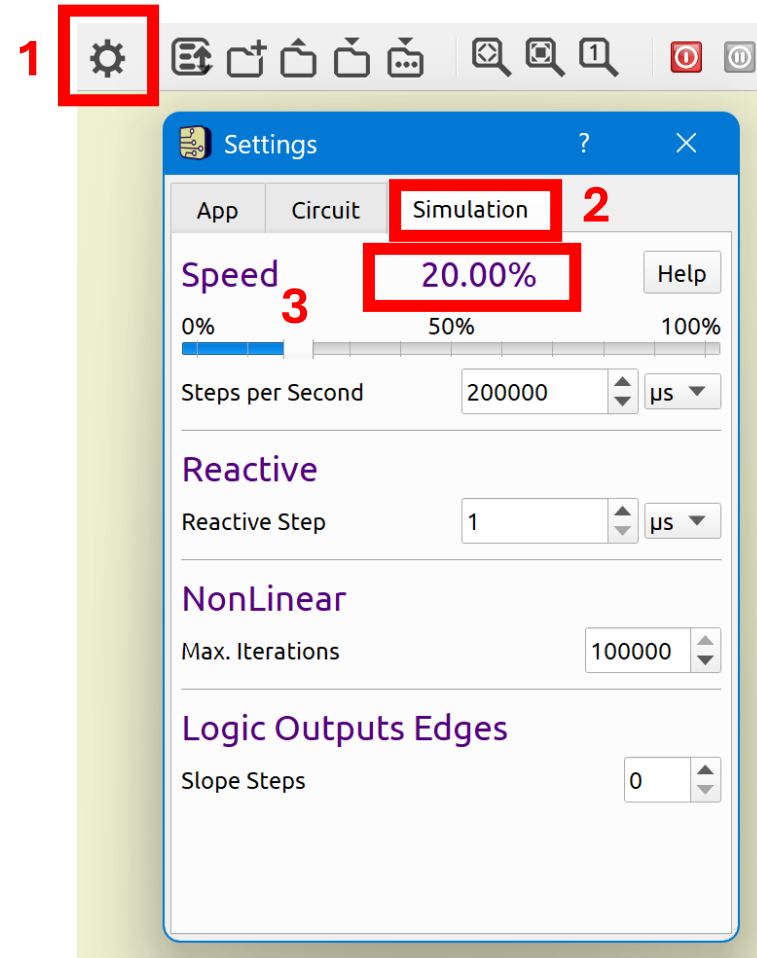 1
1
Settings ?
App Circuit Simulation 2
Speed 20.00% Help
3
0% 50% 100%
Steps per Second 200000 µs
Reactive
Reactive Step 1 µs
NonLinear
Max. Iterations 100000
Logic Outputs Edges
Slope Steps 0